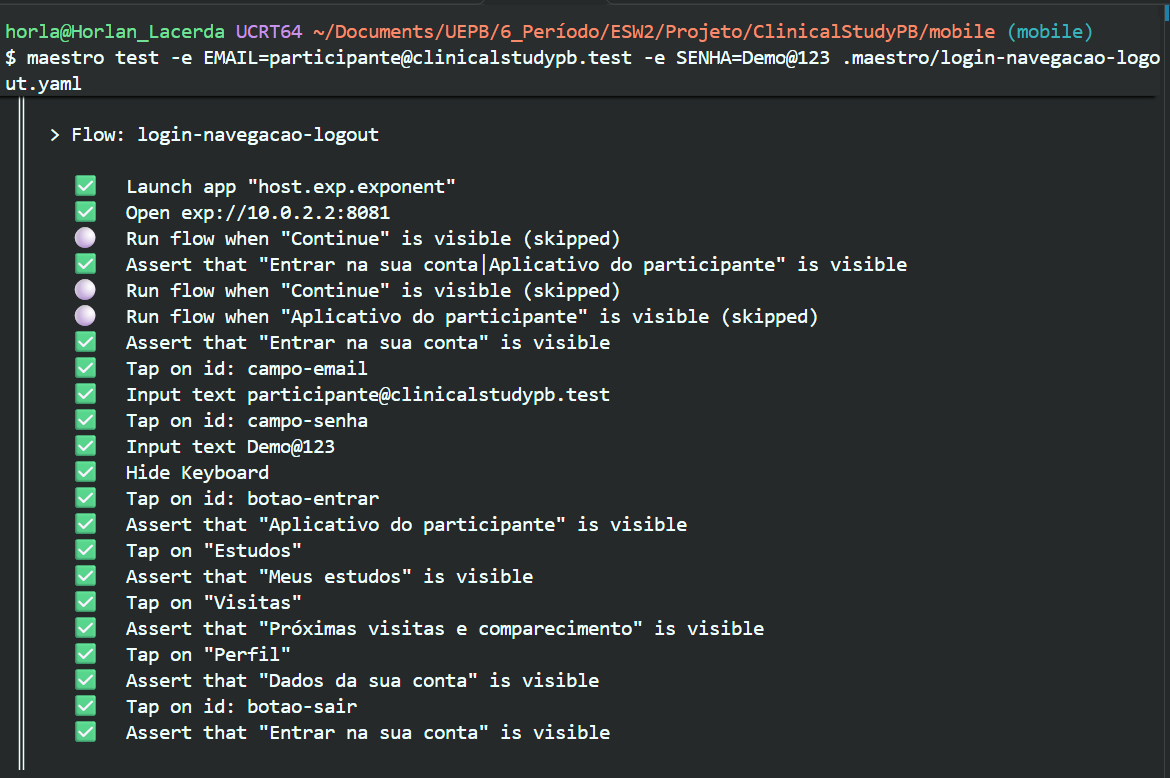 horla@Horlan_Lacerda UCRT64 ~/Documents/UEPB/6_Período/ESW2/Projeto/ClinicalStudyPB/mobile (mobile)
$ maestro test -e EMAIL=participante@clinicalstudypb.test -e SENHA=Demo@123 .maestro/login-navegacao-logo
ut.yaml
> Flow: login-navegacao-logout
Launch app "host.exp.exponent"
Open exp://10.0.2.2:8081
Run flow when "Continue" is visible (skipped)
Assert that "Entrar na sua conta|Aplicativo do participante" is visible
Run flow when "Continue" is visible (skipped)
Run flow when "Aplicativo do participante" is visible (skipped)
Assert that "Entrar na sua conta" is visible
Tap on id: campo-email
Input text participante@clinicalstudypb.test
Tap on id: campo-senha
Input text Demo@123
Hide Keyboard
Tap on id: botao-entrar
Assert that "Aplicativo do participante" is visible
Tap on "Estudos"
Assert that "Meus estudos" is visible
Tap on "Visitas"
Assert that "Próximas visitas e comparecimento" is visible
Tap on "Perfil"
Assert that "Dados da sua conta" is visible
Tap on id: botao-sair
Assert that "Entrar na sua conta" is visible